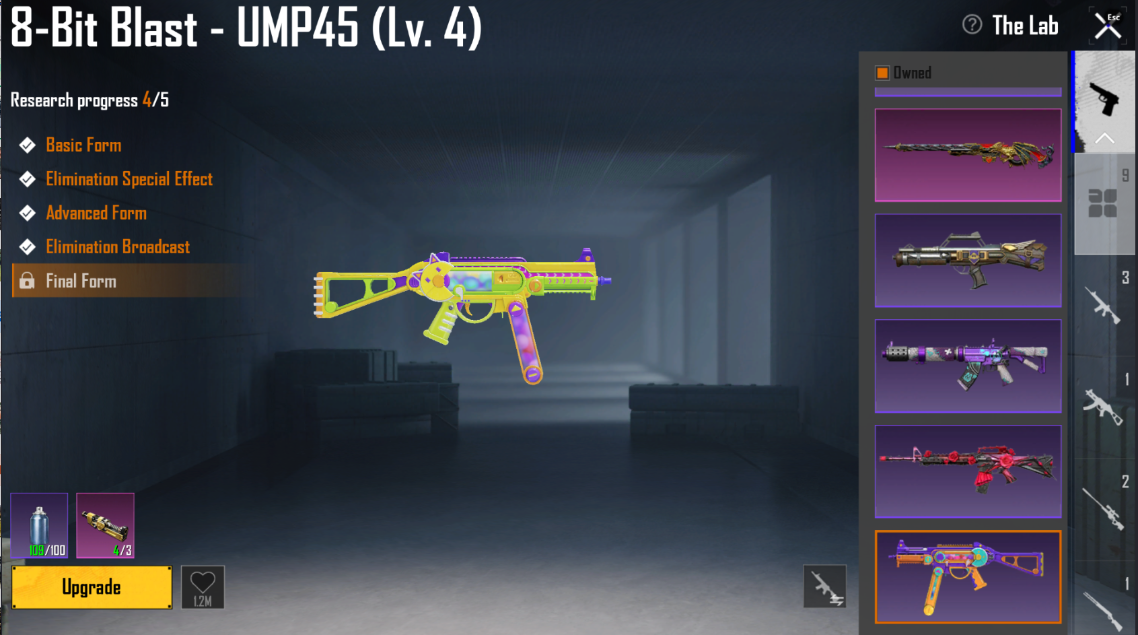 8-Bit Blast - UMP45 (Lv. 4)
The Lab
Esc
Research progress 4/5
Basic Form
Elimination Special Effect
Advanced Form
Elimination Broadcast
Final Form
109/100
4/3
Upgrade
1.2M
Owned
9
3
1
2
1